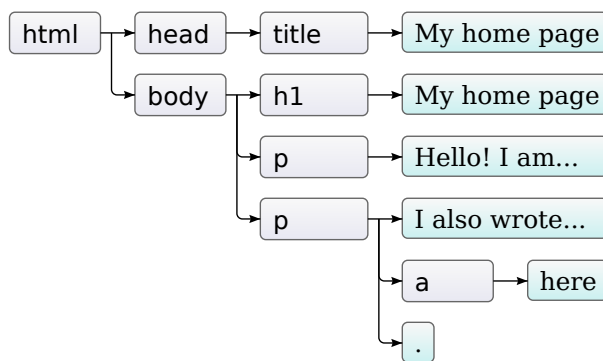 html head title My home page
body h1 My home page
p Hello! I am...
p I also wrote...
a here
.